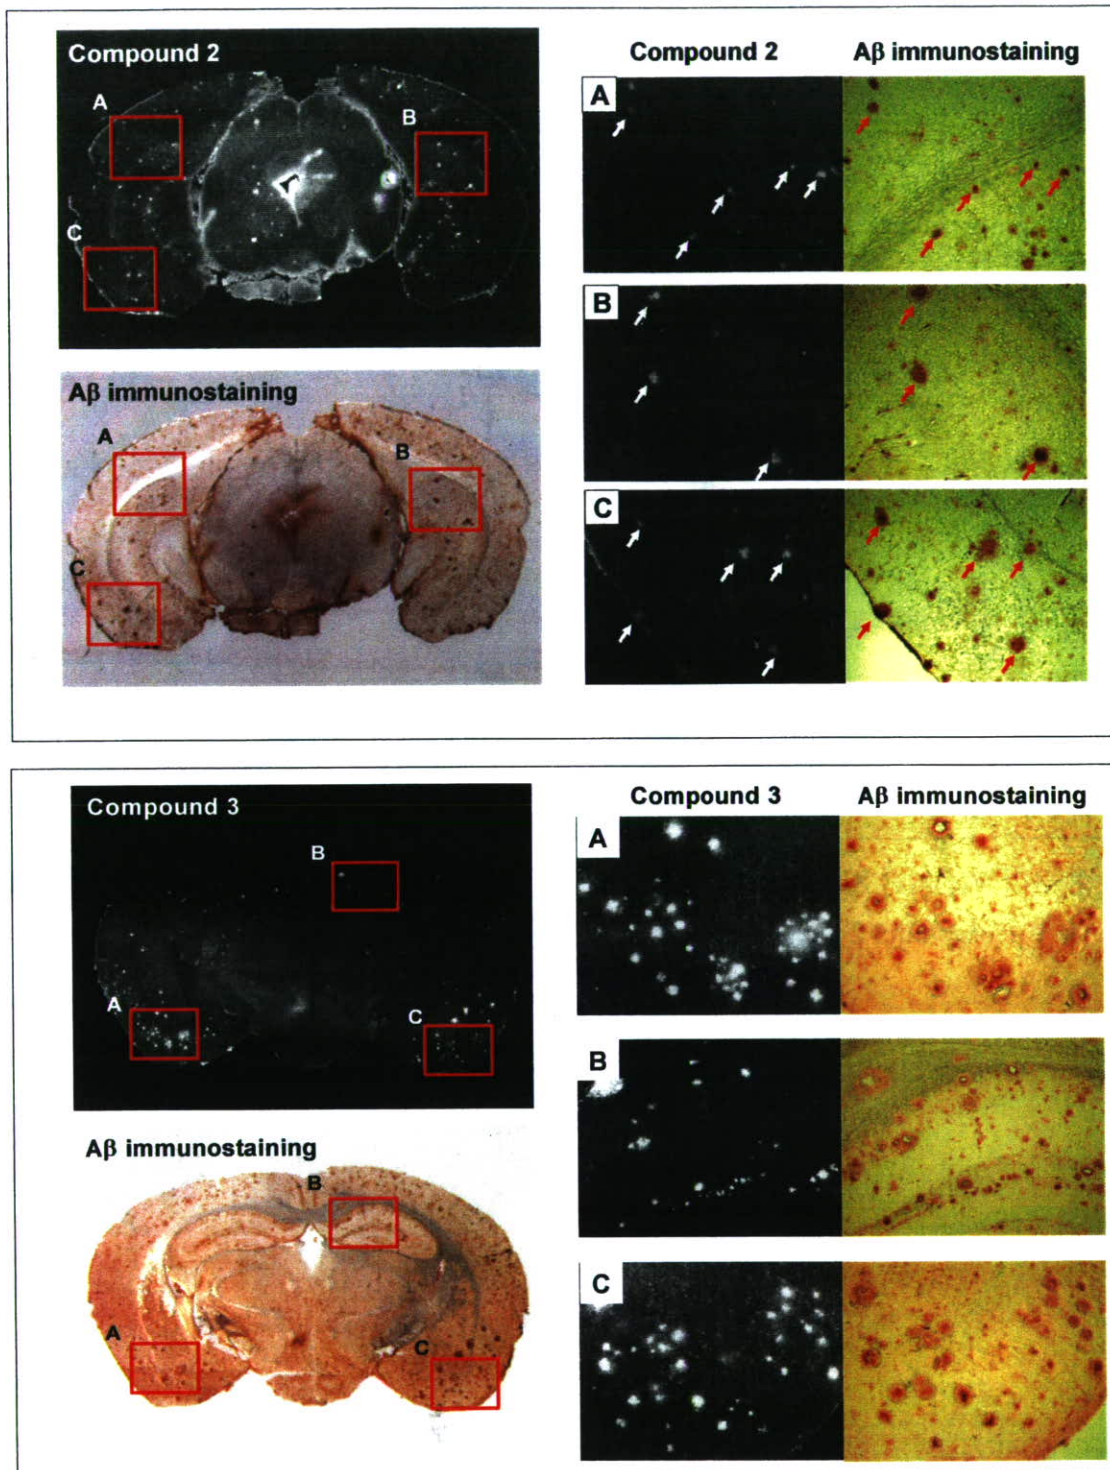 Compound 2
A
B
C
Aβ immunostaining
A
B
C
Compound 2 Aβ immunostaining
A
B
C
Compound 3
B
A
C
Aβ immunostaining
B
A
C
Compound 3 Aβ immunostaining
A
B
C